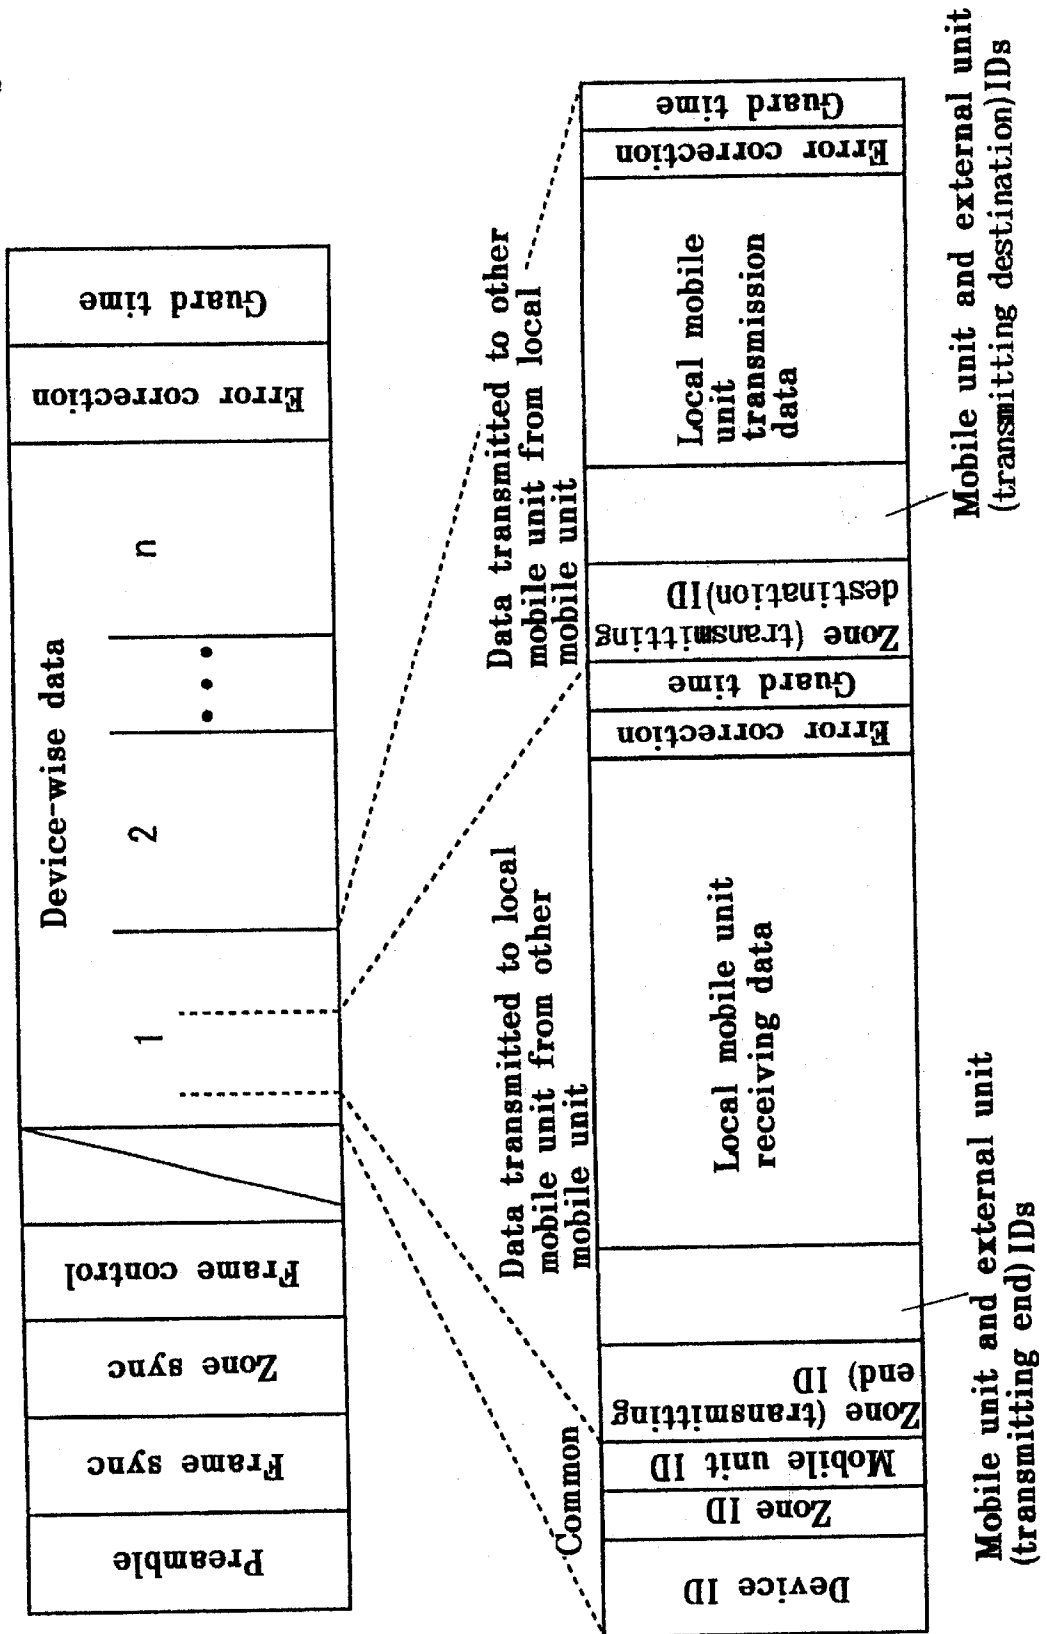 Preamble
Frame sync
Zone sync
Frame control
Device-wise data
1
2
n
Error correction
Guard time
Common
Data transmitted to local
mobile unit from other
mobile unit
Data transmitted to other
mobile unit from local
mobile unit
Device ID
Zone ID
Mobile unit ID
Zone (transmitting
end) ID
Local mobile unit
receiving data
Error correction
Guard time
Zone (transmitting
destination)ID
Local mobile
unit
transmission
data
Error correction
Guard time
Mobile unit and external unit
(transmitting end)IDs
Mobile unit and external unit
(transmitting destination)IDs